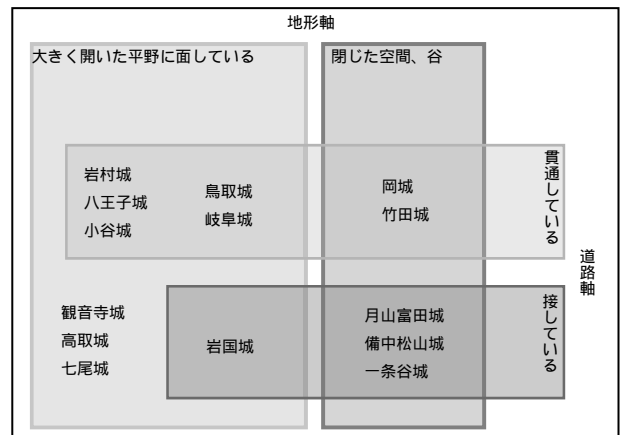 地形軸
大きく開いた平野に面している
閉じた空間、谷
岩村城
八王子城
小谷城
鳥取城
岐阜城
岡城
竹田城
貫通している
道路軸
観音寺城
高取城
七尾城
岩国城
月山富田城
備中松山城
一条谷城
接している